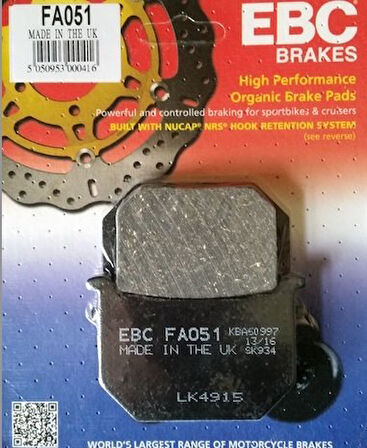 FA051
MADE IN THE UK
5 050953 000416
EBC
BRAKES
High Performance
Organic Brake Pads
Powerful and controlled braking for sportbikes & cruisers
BUILT WITH NUCAP® NRS® HOOK RETENTION SYSTEM
(see reverse)
EBC FA051 KBA60997
13/16
MADE IN THE UK SK934
LK4915
WORLD'S LARGEST RANGE OF MOTORCYCLE BRAKES